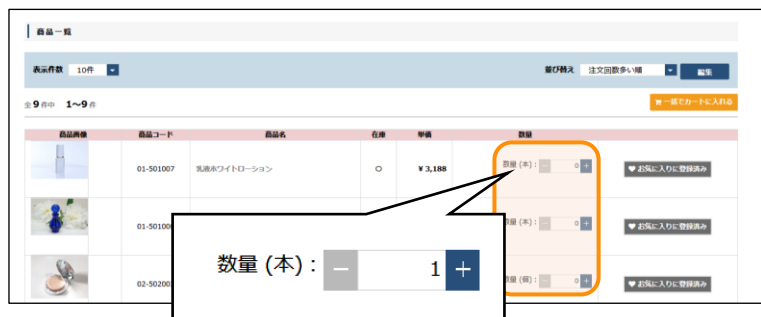 商品一覧
表示件数 10件 並び替え 注文回数多い順 編集
全9件中 1~9件 一括でカートに入れる
商品画像 商品コード 商品名 在庫 単価 数量
01-501007 乳液ホワイトローション ○ ¥ 3,188 数量 (本) : − 0 + お気に入りに登録済み
01-50100 数量 (本) : − 0 + お気に入りに登録済み
数量 (本) : − 1 +
02-50200 数量 (個) : − 0 + お気に入りに登録済み